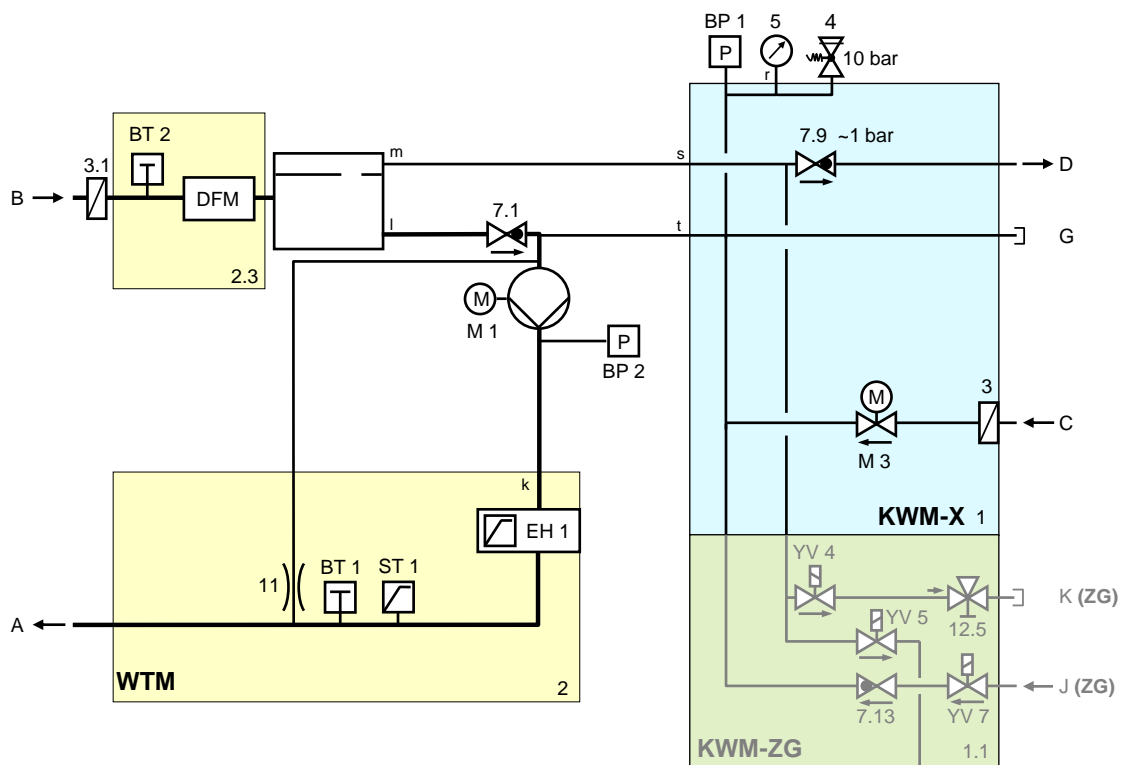 BP 1
5
4
P
r
10 bar
BT 2
7.9 ~1 bar
3.1
m
s
D
B
DFM
7.1
l
t
G
2.3
M
M 1
P
BP 2
M
3
C
M 3
k
KWM-X 1
EH 1
YV 4
BT 1
ST 1
11
K (ZG)
YV 5
12.5
A
WTM
2
J (ZG)
7.13
YV 7
KWM-ZG
1.1